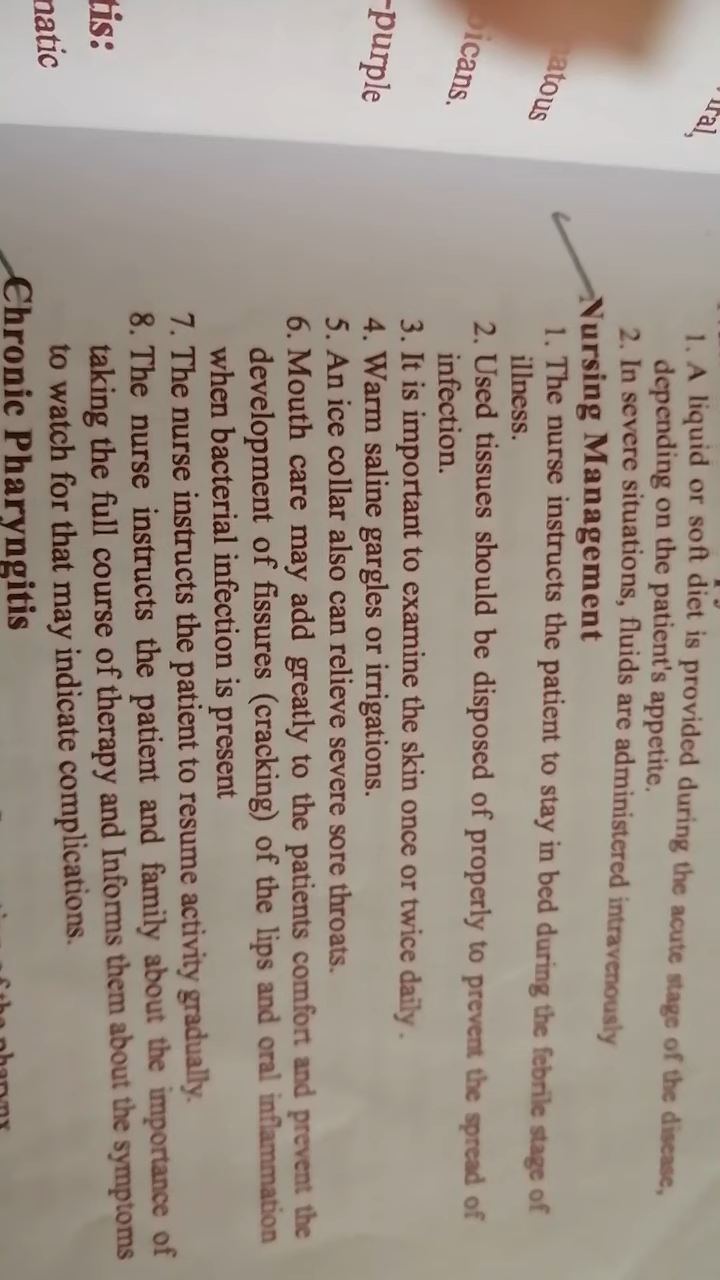 1. A liquid or soft diet is provided during the acute stage of the disease,
depending on the patient's appetite.
2. In severe situations, fluids are administered intravenously
Nursing Management
1. The nurse instructs the patient to stay in bed during the febrile stage of
illness.
2. Used tissues should be disposed of properly to prevent the spread of
infection.
3. It is important to examine the skin once or twice daily.
4. Warm saline gargles or irrigations.
5. An ice collar also can relieve severe sore throats.
6. Mouth care may add greatly to the patients comfort and prevent the
development of fissures (cracking) of the lips and oral inflammation
when bacterial infection is present
7. The nurse instructs the patient to resume activity gradually.
8. The nurse instructs the patient and family about the importance of
taking the full course of therapy and Informs them about the symptoms
to watch for that may indicate complications.
Chronic Pharyngitis
-purple